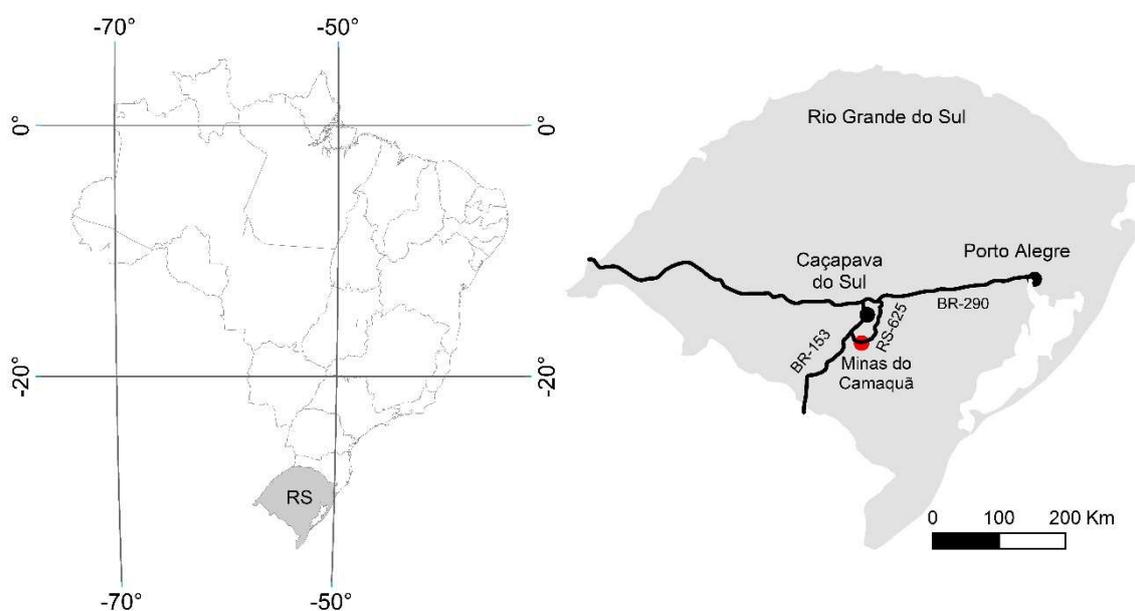 -70°
-50°
0°
0°
-20°
-20°
RS
-70°
-50°
Rio Grande do Sul
Porto Alegre
Caçapava
do Sul
BR-290
RS-625
BR-153
Minas do
Camaquã
0 100 200 Km